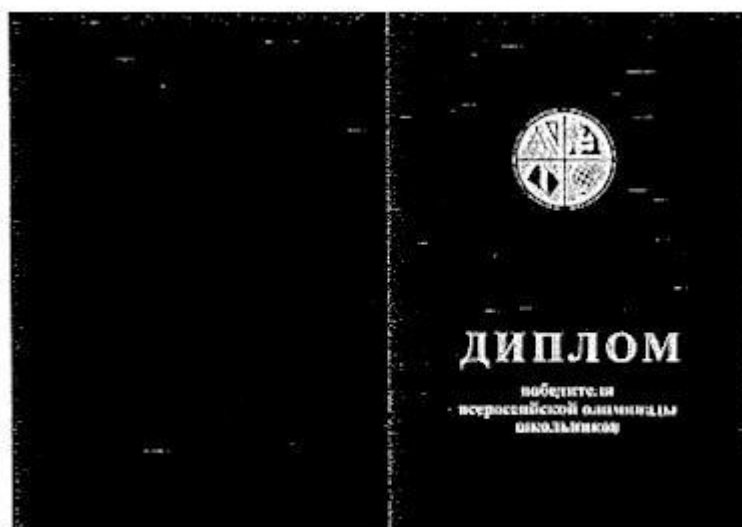 ДИПЛОМ
победителя
всероссийской олимпиады
школьников